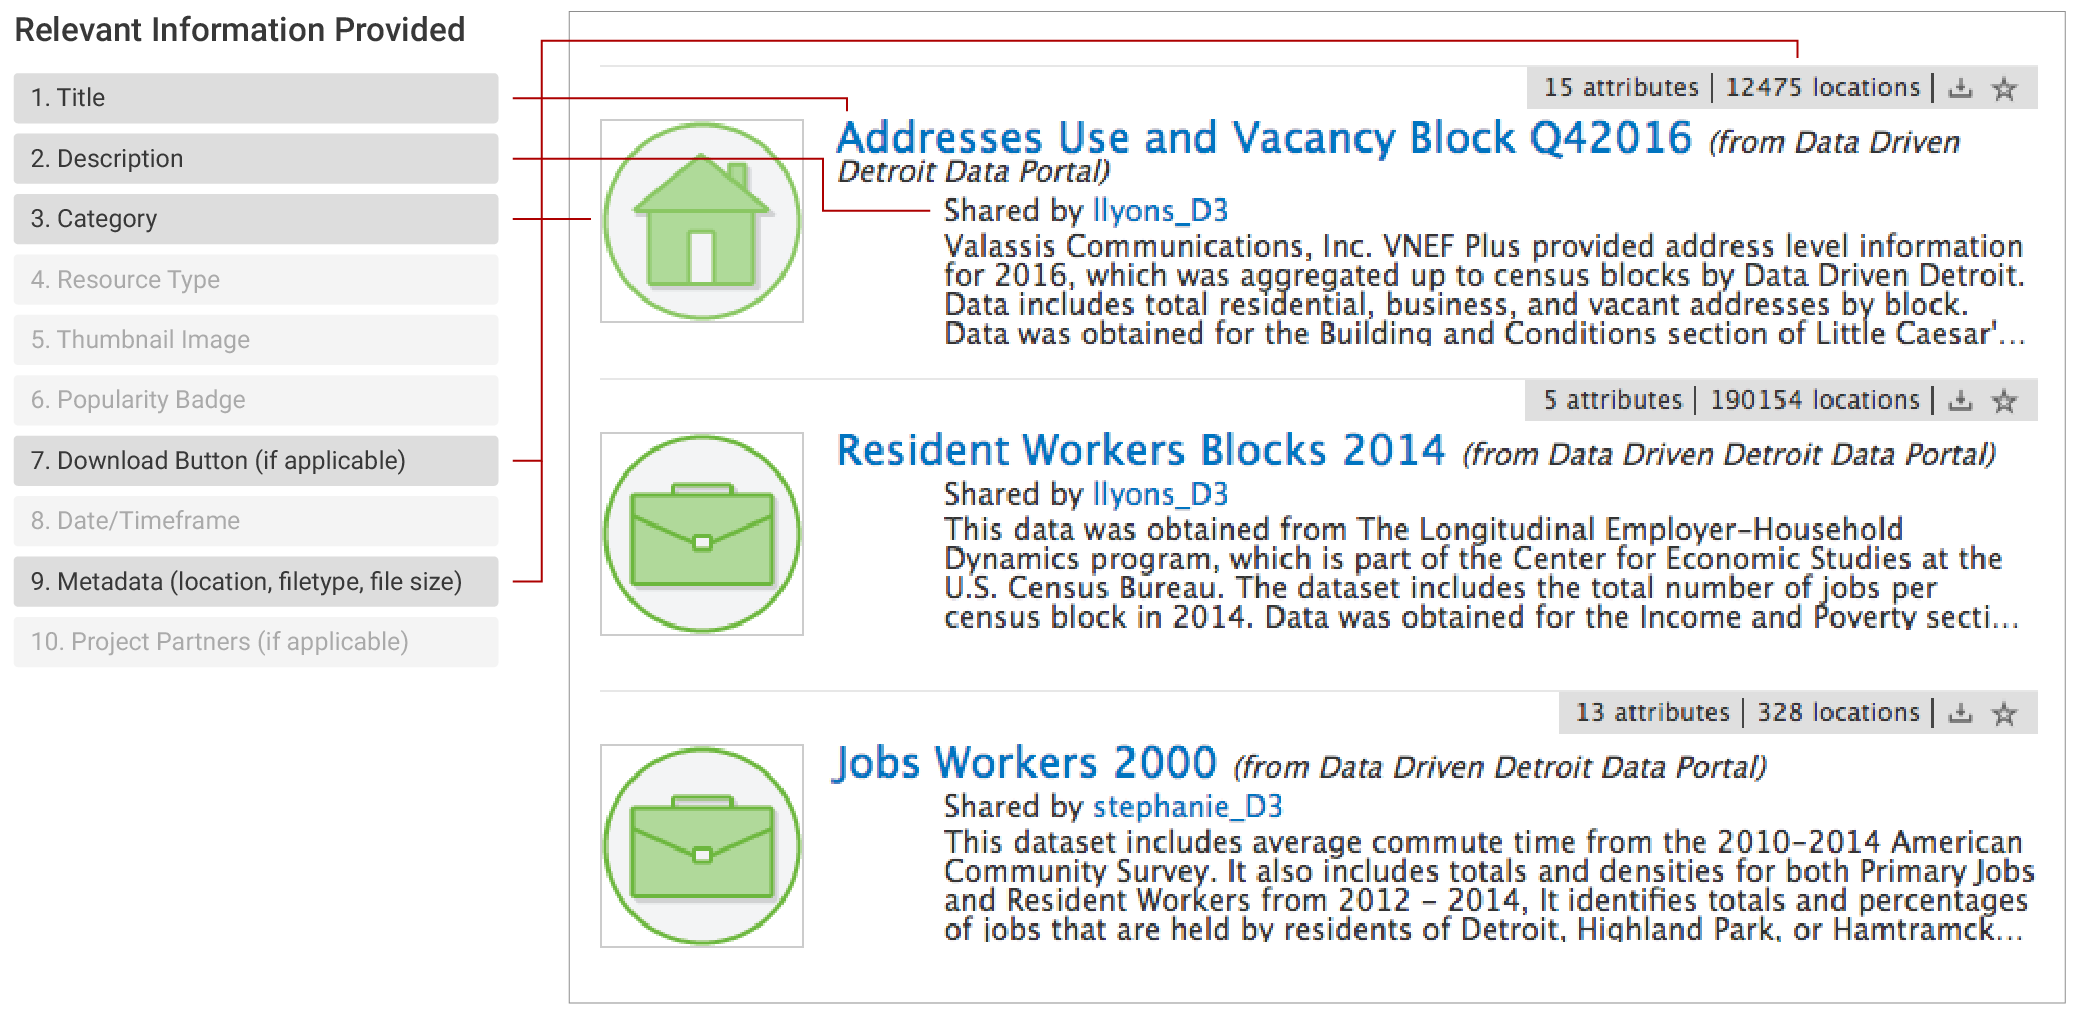 Relevant Information Provided
1. Title
2. Description
3. Category
4. Resource Type
5. Thumbnail Image
6. Popularity Badge
7. Download Button (if applicable)
8. Date/Timeframe
9. Metadata (location, filetype, file size)
10. Project Partners (if applicable)
15 attributes | 12475 locations |
Addresses Use and Vacancy Block Q42016 (from Data Driven
Detroit Data Portal)
Shared by llyons_D3
Valassis Communications, Inc. VNEF Plus provided address level information
for 2016, which was aggregated up to census blocks by Data Driven Detroit.
Data includes total residential, business, and vacant addresses by block.
Data was obtained for the Building and Conditions section of Little Caesar'...
5 attributes | 190154 locations |
Resident Workers Blocks 2014 (from Data Driven Detroit Data Portal)
Shared by llyons_D3
This data was obtained from The Longitudinal Employer-Household
Dynamics program, which is part of the Center for Economic Studies at the
U.S. Census Bureau. The dataset includes the total number of jobs per
census block in 2014. Data was obtained for the Income and Poverty secti...
13 attributes | 328 locations |
Jobs Workers 2000 (from Data Driven Detroit Data Portal)
Shared by stephanie_D3
This dataset includes average commute time from the 2010-2014 American
Community Survey. It also includes totals and densities for both Primary Jobs
and Resident Workers from 2012 - 2014, It identifies totals and percentages
of jobs that are held by residents of Detroit, Highland Park, or Hamtramck...